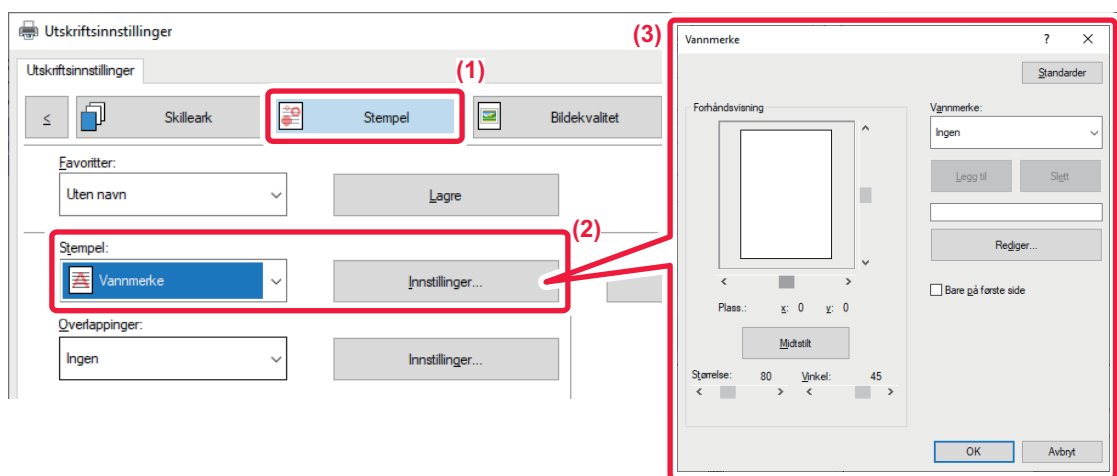 Utskriftsinnstillinger
Utskriftsinnstillinger
(1)
≤ Skilleark Stempel Bildekvalitet
Favoritter:
Uten navn Lagre
(2)
Stempel:
Vannmerke Innstillinger...
Overlappinger:
Ingen Innstillinger...
(3)
Vannmerke ? X
Standarder
Forhåndsvisning
Plass.: x: 0 y: 0
Midtstilt
Størrelse: 80 Vinkel: 45
Vannmerke:
Ingen
Legg til Slett
Rediger...
Bare på første side
OK Avbryt